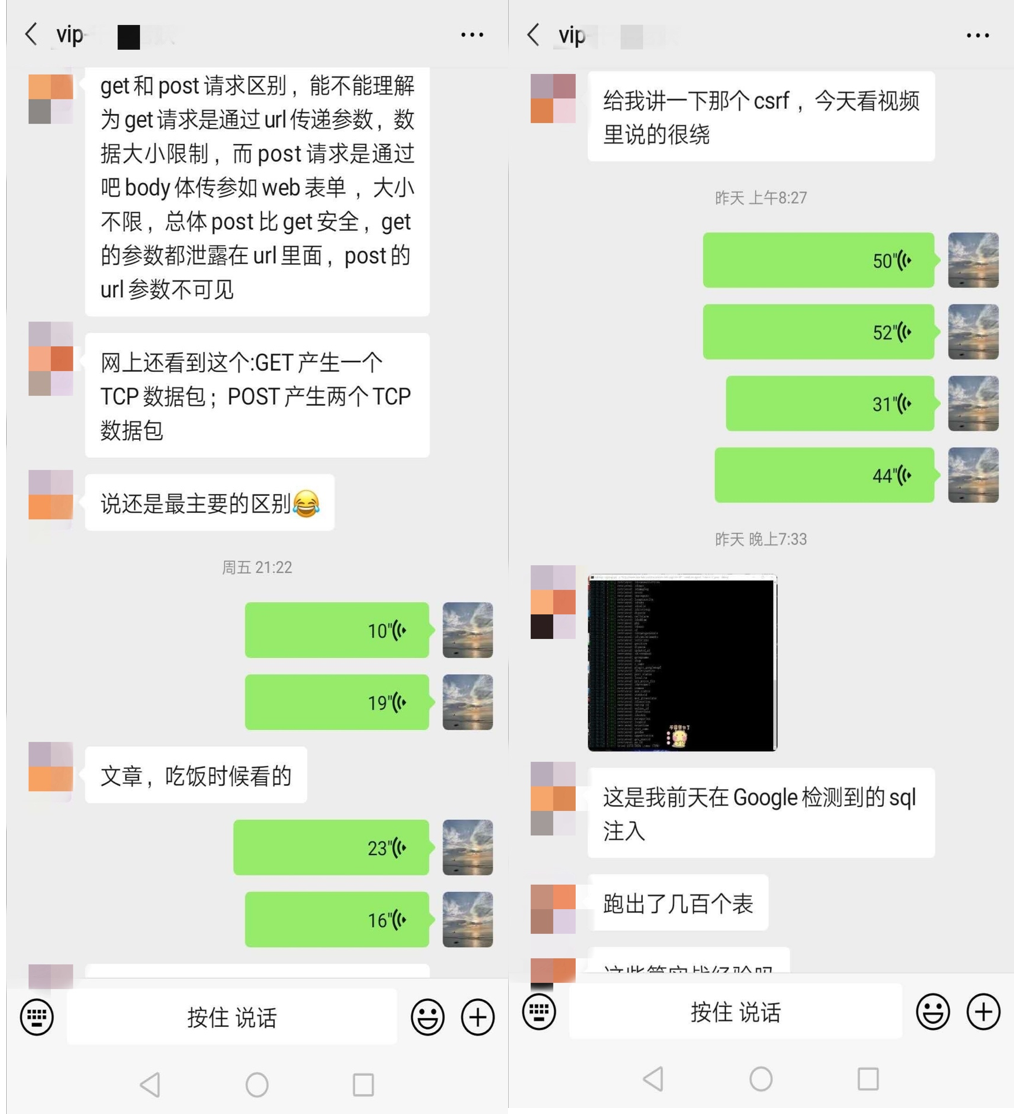 vip
get和post请求区别，能不能理解
为get请求是通过url传递参数，数
据大小限制，而post请求是通过
吧body体传参如web表单，大小
不限，总体post比get安全，get
的参数都泄露在url里面，post的
url参数不可见
网上还看到这个:GET产生一个
TCP数据包；POST产生两个TCP
数据包
说还是最主要的区别😂
周五 21:22
10"
19"
文章，吃饭时候看的
23"
16"
按住 说话
vip
给我讲一下那个csrf，今天看视频
里说的很绕
昨天 上午8:27
50"
52"
31"
44"
昨天 晚上7:33
这是我前天在Google检测到的sql
注入
跑出了几百个表
这些算实战经验吗
按住 说话